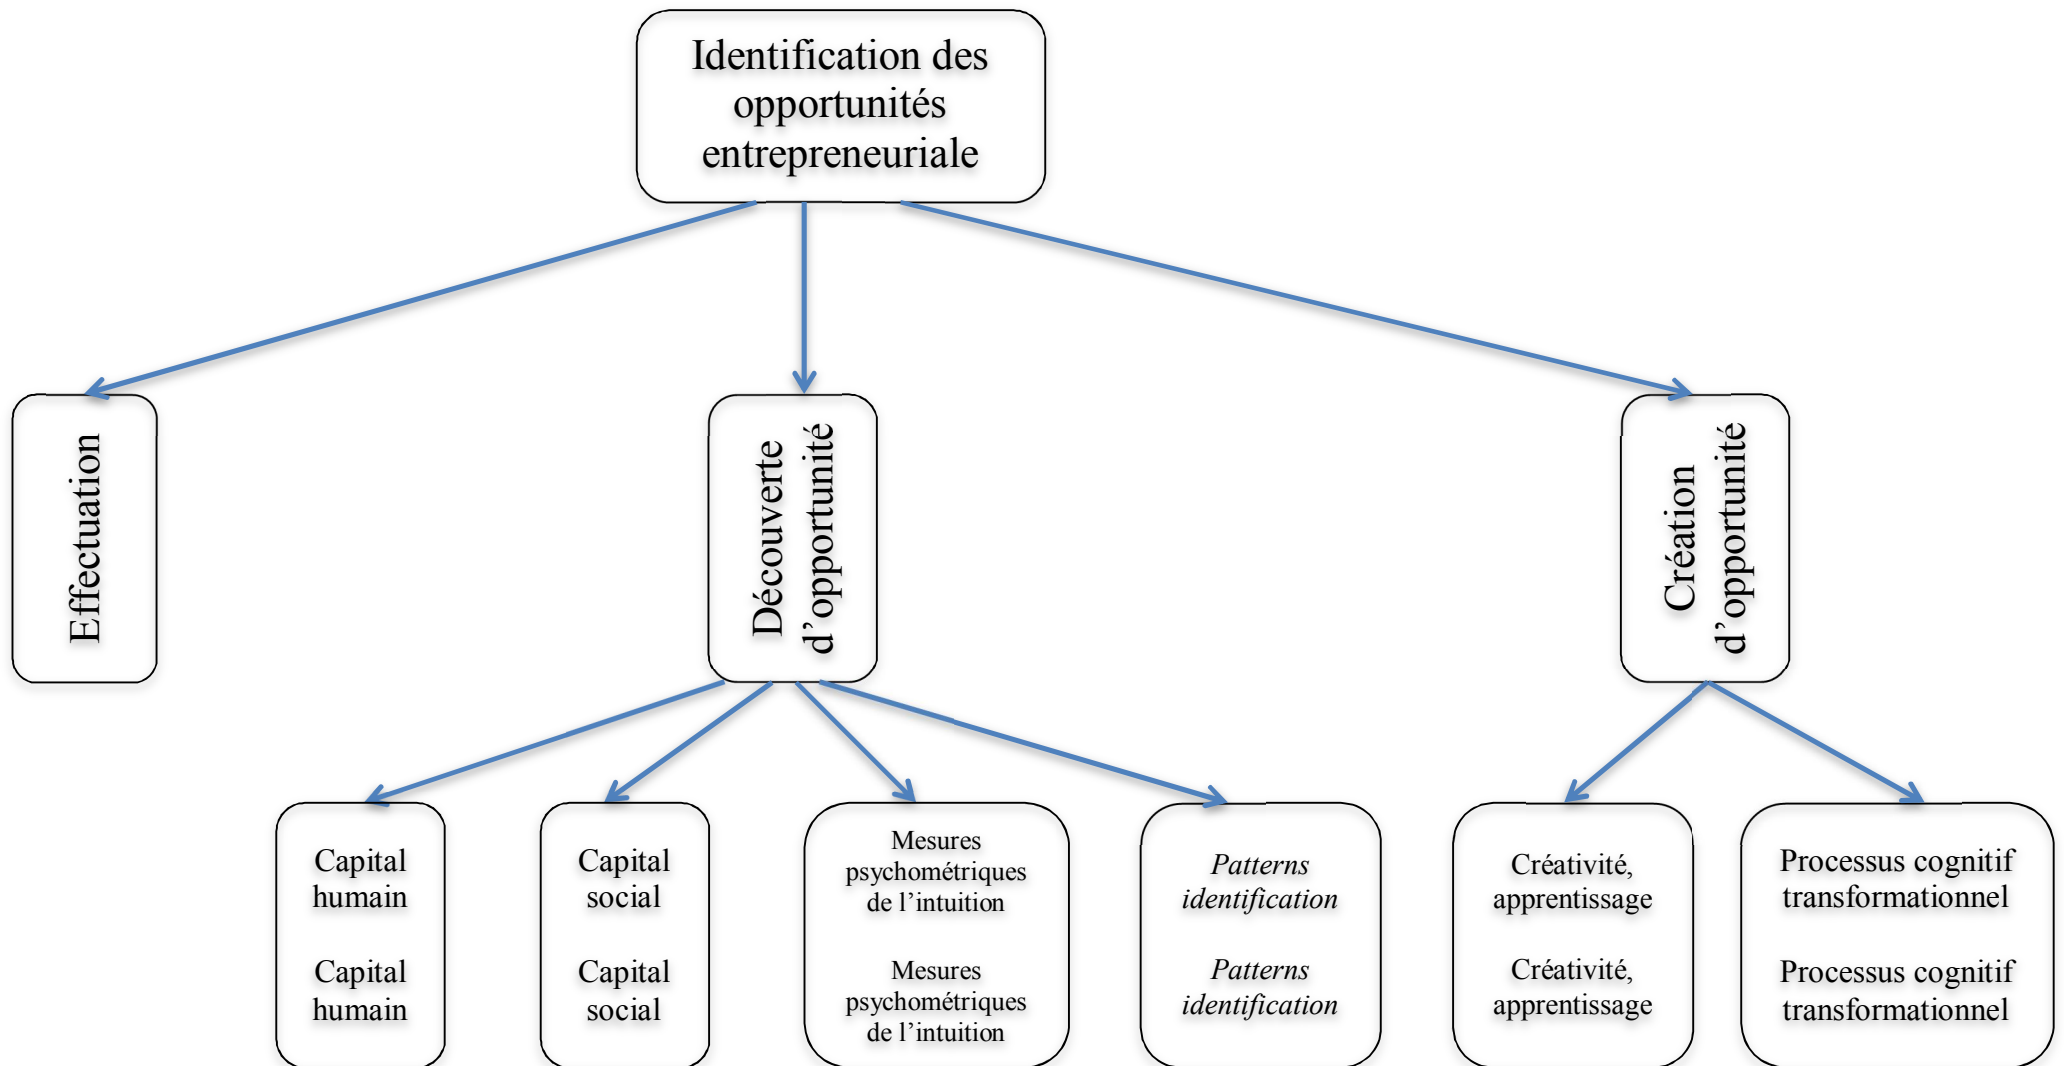 Identification des
opportunités
entrepreneuriale
Effectuation
Découverte
d’opportunité
Création
d’opportunité
Capital
humain
Capital
humain
Capital
social
Capital
social
Mesures
psychométriques
de l’intuition
Mesures
psychométriques
de l’intuition
Patterns
identification
Patterns
identification
Créativité,
apprentissage
Créativité,
apprentissage
Processus cognitif
transformationnel
Processus cognitif
transformationnel